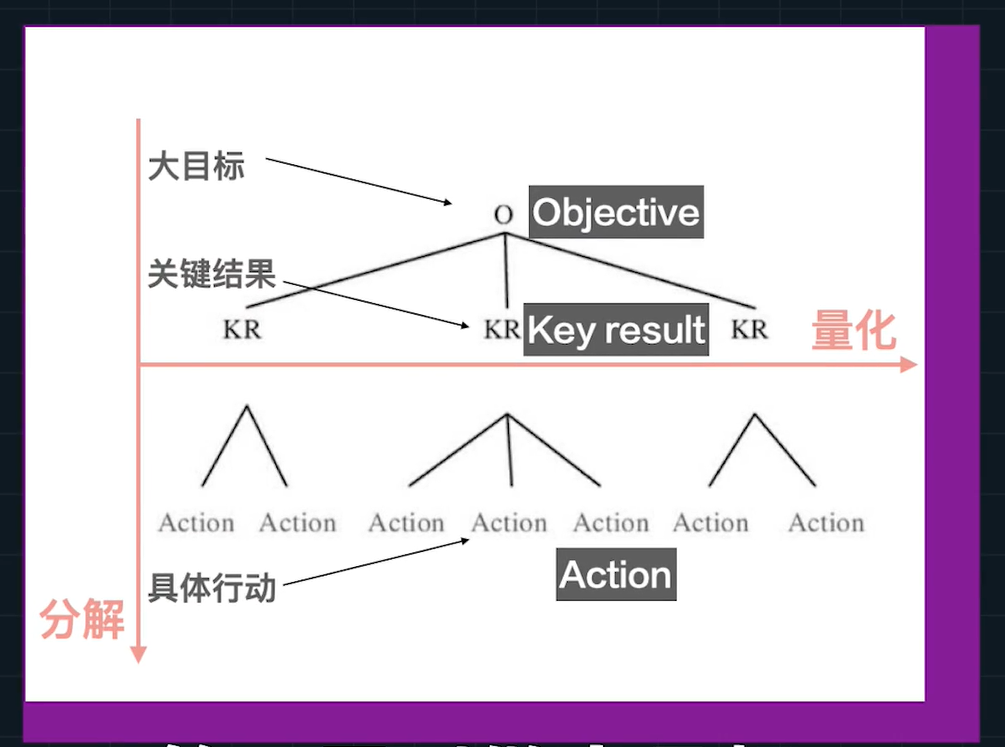 大目标
O Objective
关键结果
KR KR Key result KR
量化
Action Action Action Action Action Action Action
Action
具体行动
分解